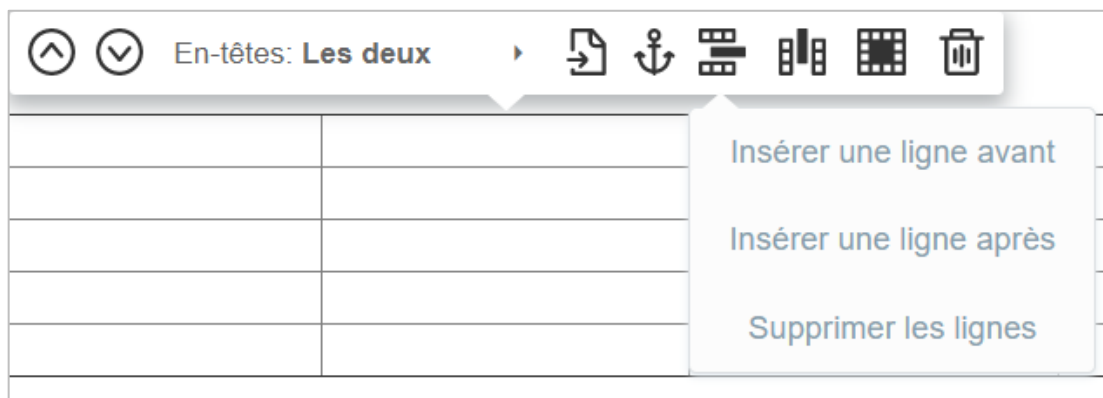 En-têtes: Les deux
Insérer une ligne avant
Insérer une ligne après
Supprimer les lignes